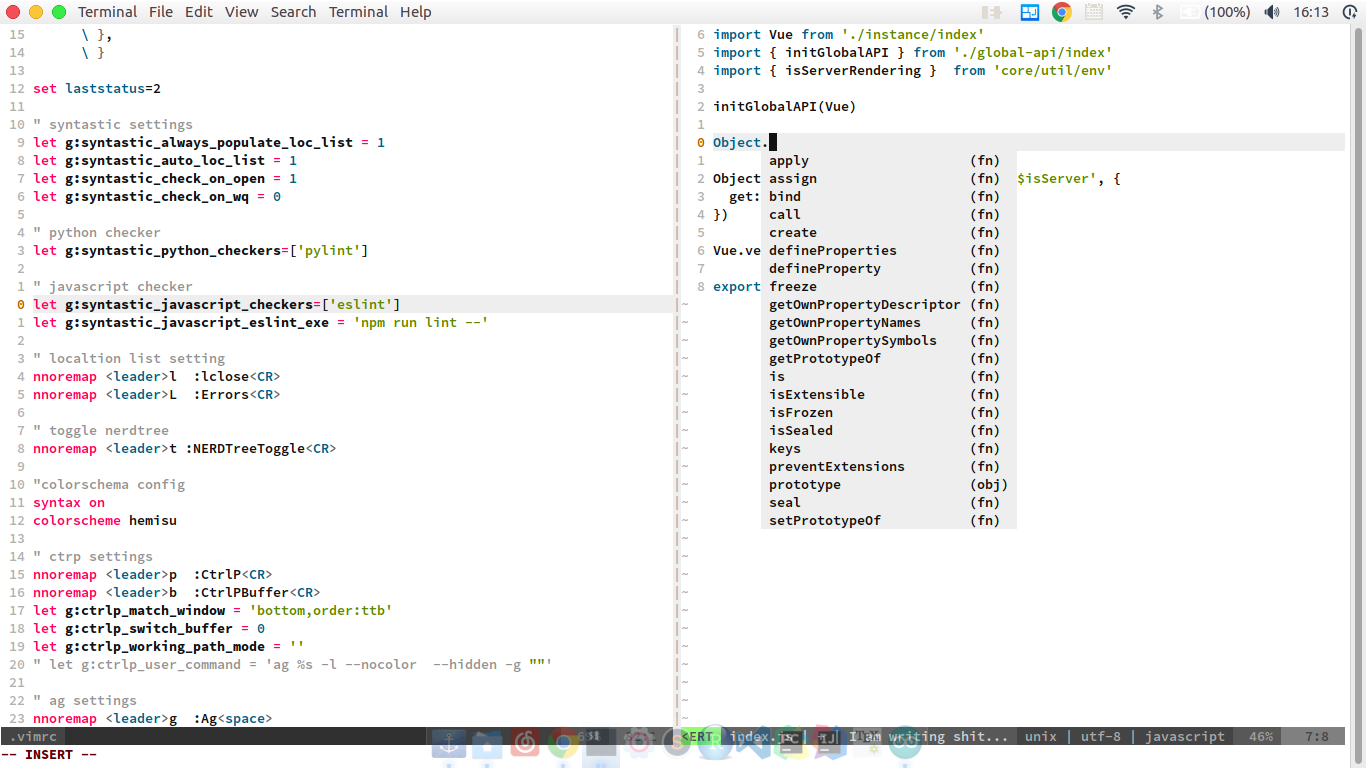 Terminal File Edit View Search Terminal Help (100%) 16:13
15 \ },
14 \ }
13
12 set laststatus=2
11
10 " syntastic settings
9 let g:syntastic_always_populate_loc_list = 1
8 let g:syntastic_auto_loc_list = 1
7 let g:syntastic_check_on_open = 1
6 let g:syntastic_check_on_wq = 0
5
4 " python checker
3 let g:syntastic_python_checkers=['pylint']
2
1 " javascript checker
0 let g:syntastic_javascript_checkers=['eslint']
1 let g:syntastic_javascript_eslint_exe = 'npm run lint --'
2
3 " localtion list setting
4 nnoremap <leader>l :lclose<CR>
5 nnoremap <leader>L :Errors<CR>
6
7 " toggle nerdtree
8 nnoremap <leader>t :NERDTreeToggle<CR>
9
10 "colorschema config
11 syntax on
12 colorscheme hemisu
13
14 " ctrp settings
15 nnoremap <leader>p :CtrlP<CR>
16 nnoremap <leader>b :CtrlPBuffer<CR>
17 let g:ctrlp_match_window = 'bottom,order:ttb'
18 let g:ctrlp_switch_buffer = 0
19 let g:ctrlp_working_path_mode = ''
20 " let g:ctrlp_user_command = 'ag %s -l --nocolor --hidden -g ""'
21
22 " ag settings
23 nnoremap <leader>g :Ag<space>
.vimrc
-- INSERT --
6 import Vue from './instance/index'
5 import { initGlobalAPI } from './global-api/index'
4 import { isServerRendering } from 'core/util/env'
3
2 initGlobalAPI(Vue)
1
0 Object.
1 apply (fn)
2 Object assign (fn) $isServer', {
3 get: bind (fn)
4 }) call (fn)
5 create (fn)
6 Vue.ve defineProperties (fn)
7 defineProperty (fn)
8 export freeze (fn)
~ getOwnPropertyDescriptor (fn)
~ getOwnPropertyNames (fn)
~ getOwnPropertySymbols (fn)
~ getPrototypeOf (fn)
~ is (fn)
~ isExtensible (fn)
~ isFrozen (fn)
~ isSealed (fn)
~ keys (fn)
~ preventExtensions (fn)
~ prototype (obj)
~ seal (fn)
~ setPrototypeOf (fn)
~
~
~
~
~
~
~
~
~
~
~
<ERT index.js | I am writing shit... unix | utf-8 | javascript 46% 7:8